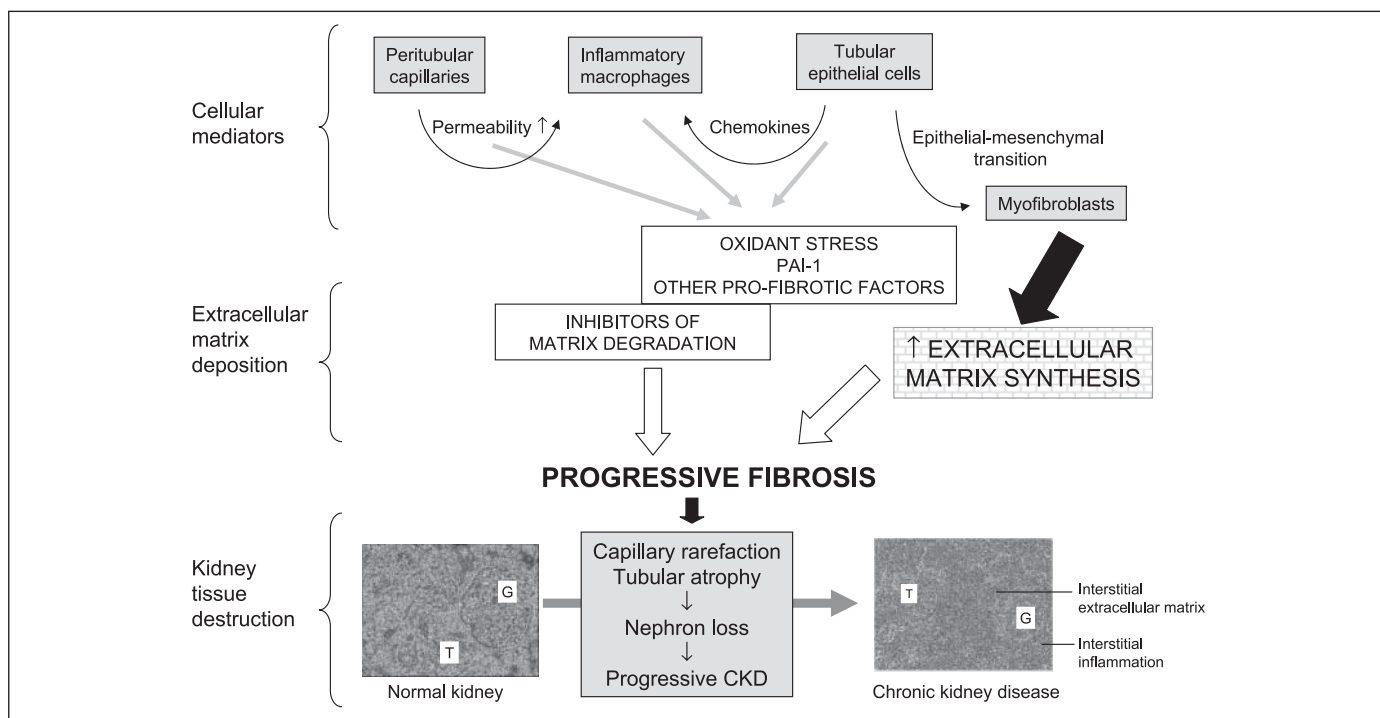 Cellular
mediators
Peritubular
capillaries
Inflammatory
macrophages
Tubular
epithelial cells
Permeability ↑
Chemokines
Epithelial-mesenchymal
transition
Myofibroblasts
Extracellular
matrix
deposition
OXIDANT STRESS
PAI-1
OTHER PRO-FIBROTIC FACTORS
INHIBITORS OF
MATRIX DEGRADATION
↑ EXTRACELLULAR
MATRIX SYNTHESIS
PROGRESSIVE FIBROSIS
Kidney
tissue
destruction
G
T
Normal kidney
Capillary rarefaction
Tubular atrophy
↓
Nephron loss
↓
Progressive CKD
T
G
Interstitial
extracellular matrix
Interstitial
inflammation
Chronic kidney disease